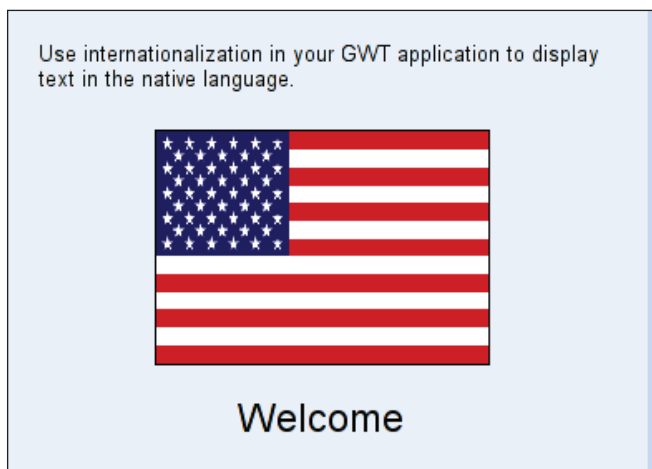 Use internationalization in your GWT application to display
text in the native language.
Welcome